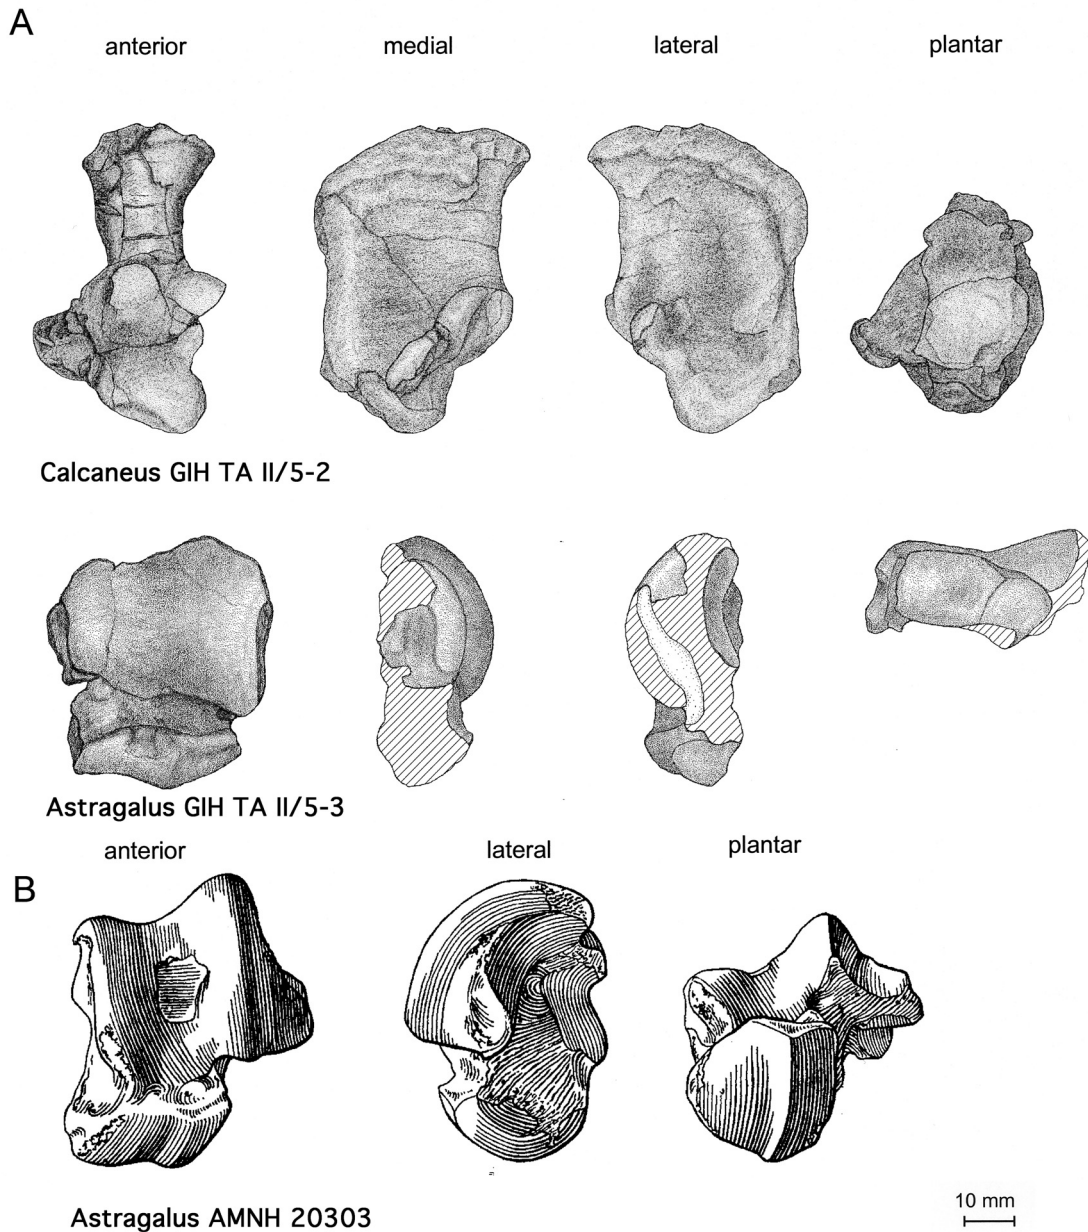 A
anterior medial lateral plantar
Calcaneus GIH TA II/5-2
Astragalus GIH TA II/5-3
anterior lateral plantar
B
10 mm
Astragalus AMNH 20303